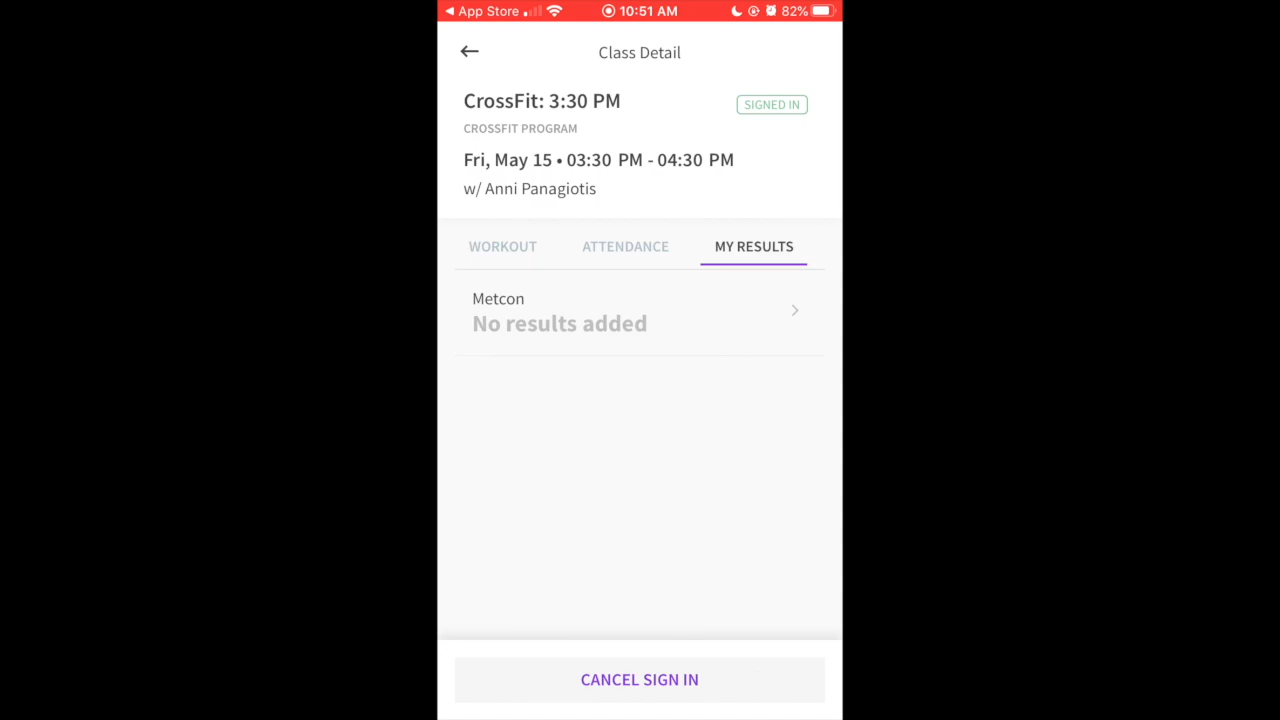 ◀ App Store 10:51 AM 82%
Class Detail
CrossFit: 3:30 PM
SIGNED IN
CROSSFIT PROGRAM
Fri, May 15 • 03:30 PM - 04:30 PM
w/ Anni Panagiotis
WORKOUT ATTENDANCE MY RESULTS
Metcon
No results added
CANCEL SIGN IN